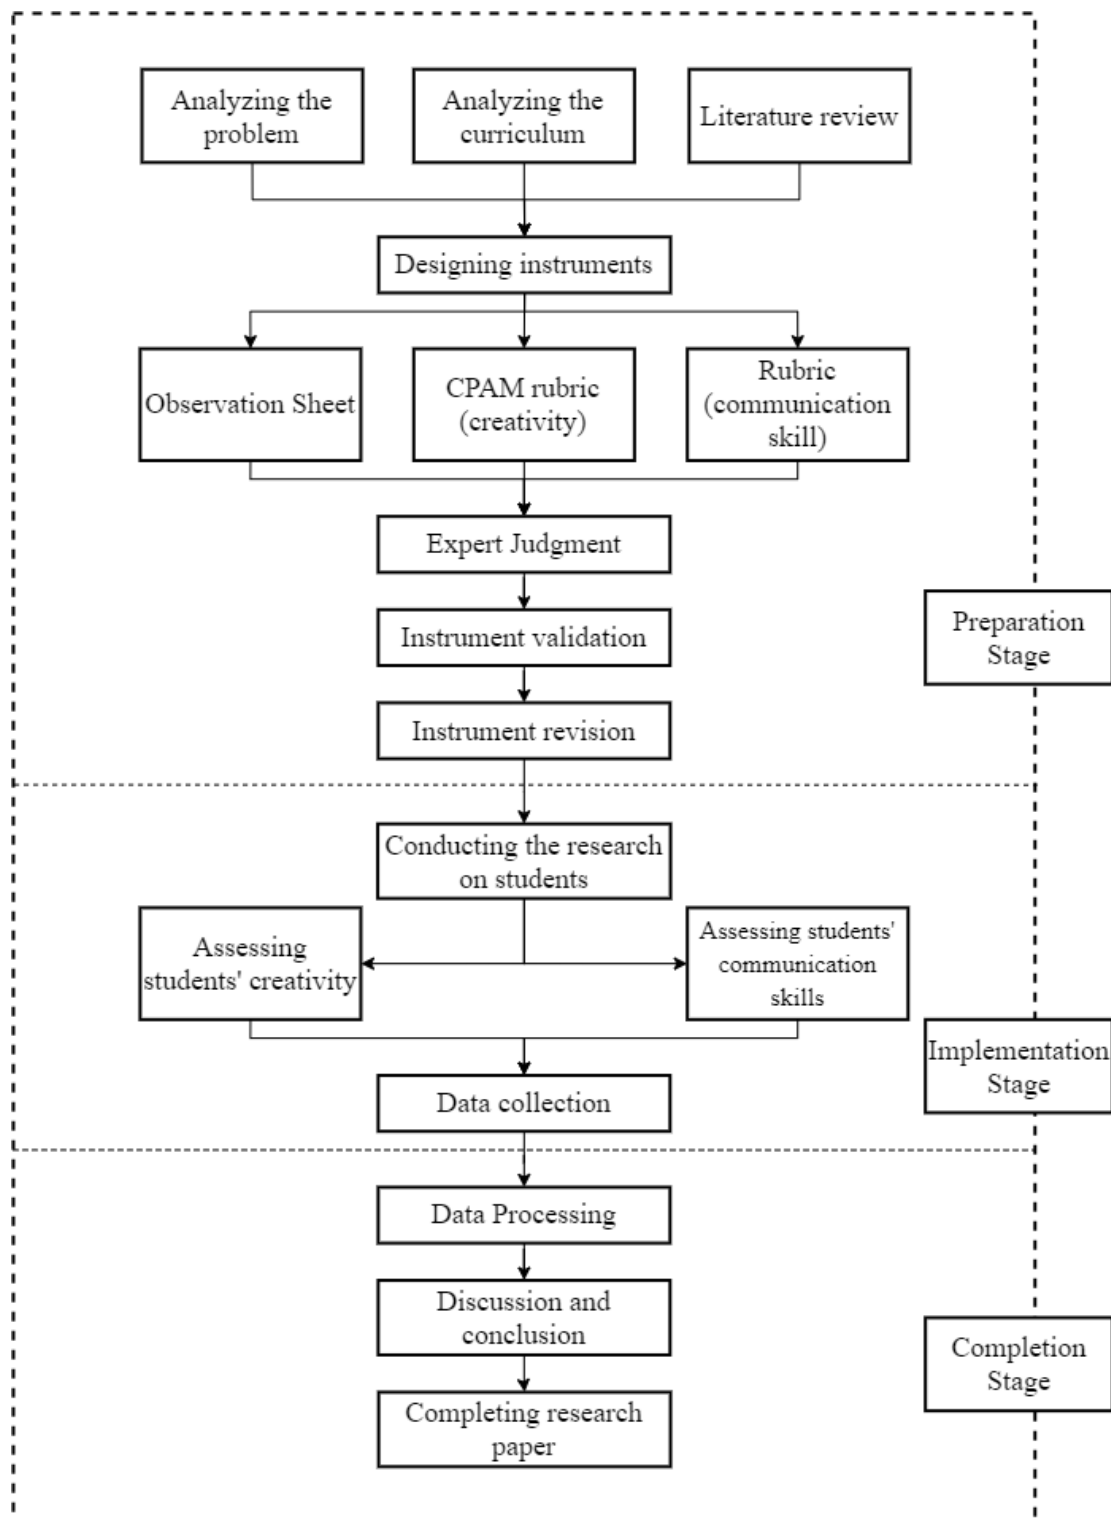 Analyzing the
problem
Analyzing the
curriculum
Literature review
Designing instruments
Observation Sheet
CPAM rubric
(creativity)
Rubric
(communication
skill)
Expert Judgment
Instrument validation
Preparation
Stage
Instrument revision
Conducting the research
on students
Assessing
students' creativity
Assessing students'
communication
skills
Implementation
Stage
Data collection
Data Processing
Discussion and
conclusion
Completion
Stage
Completing research
paper